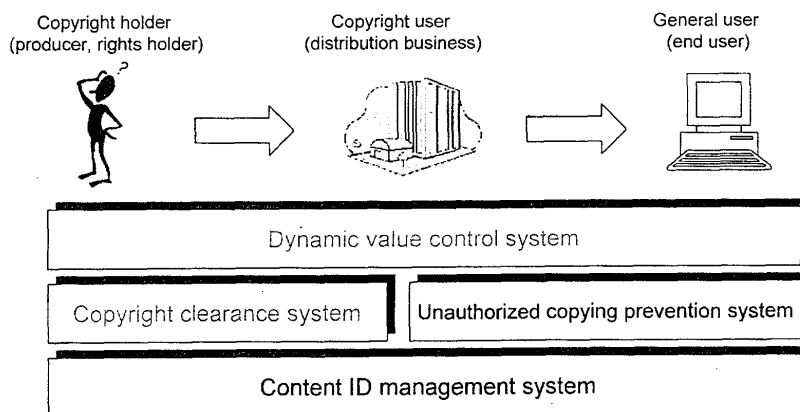 Copyright holder
(producer, rights holder)
Copyright user
(distribution business)
General user
(end user)
?
Dynamic value control system
Copyright clearance system
Unauthorized copying prevention system
Content ID management system